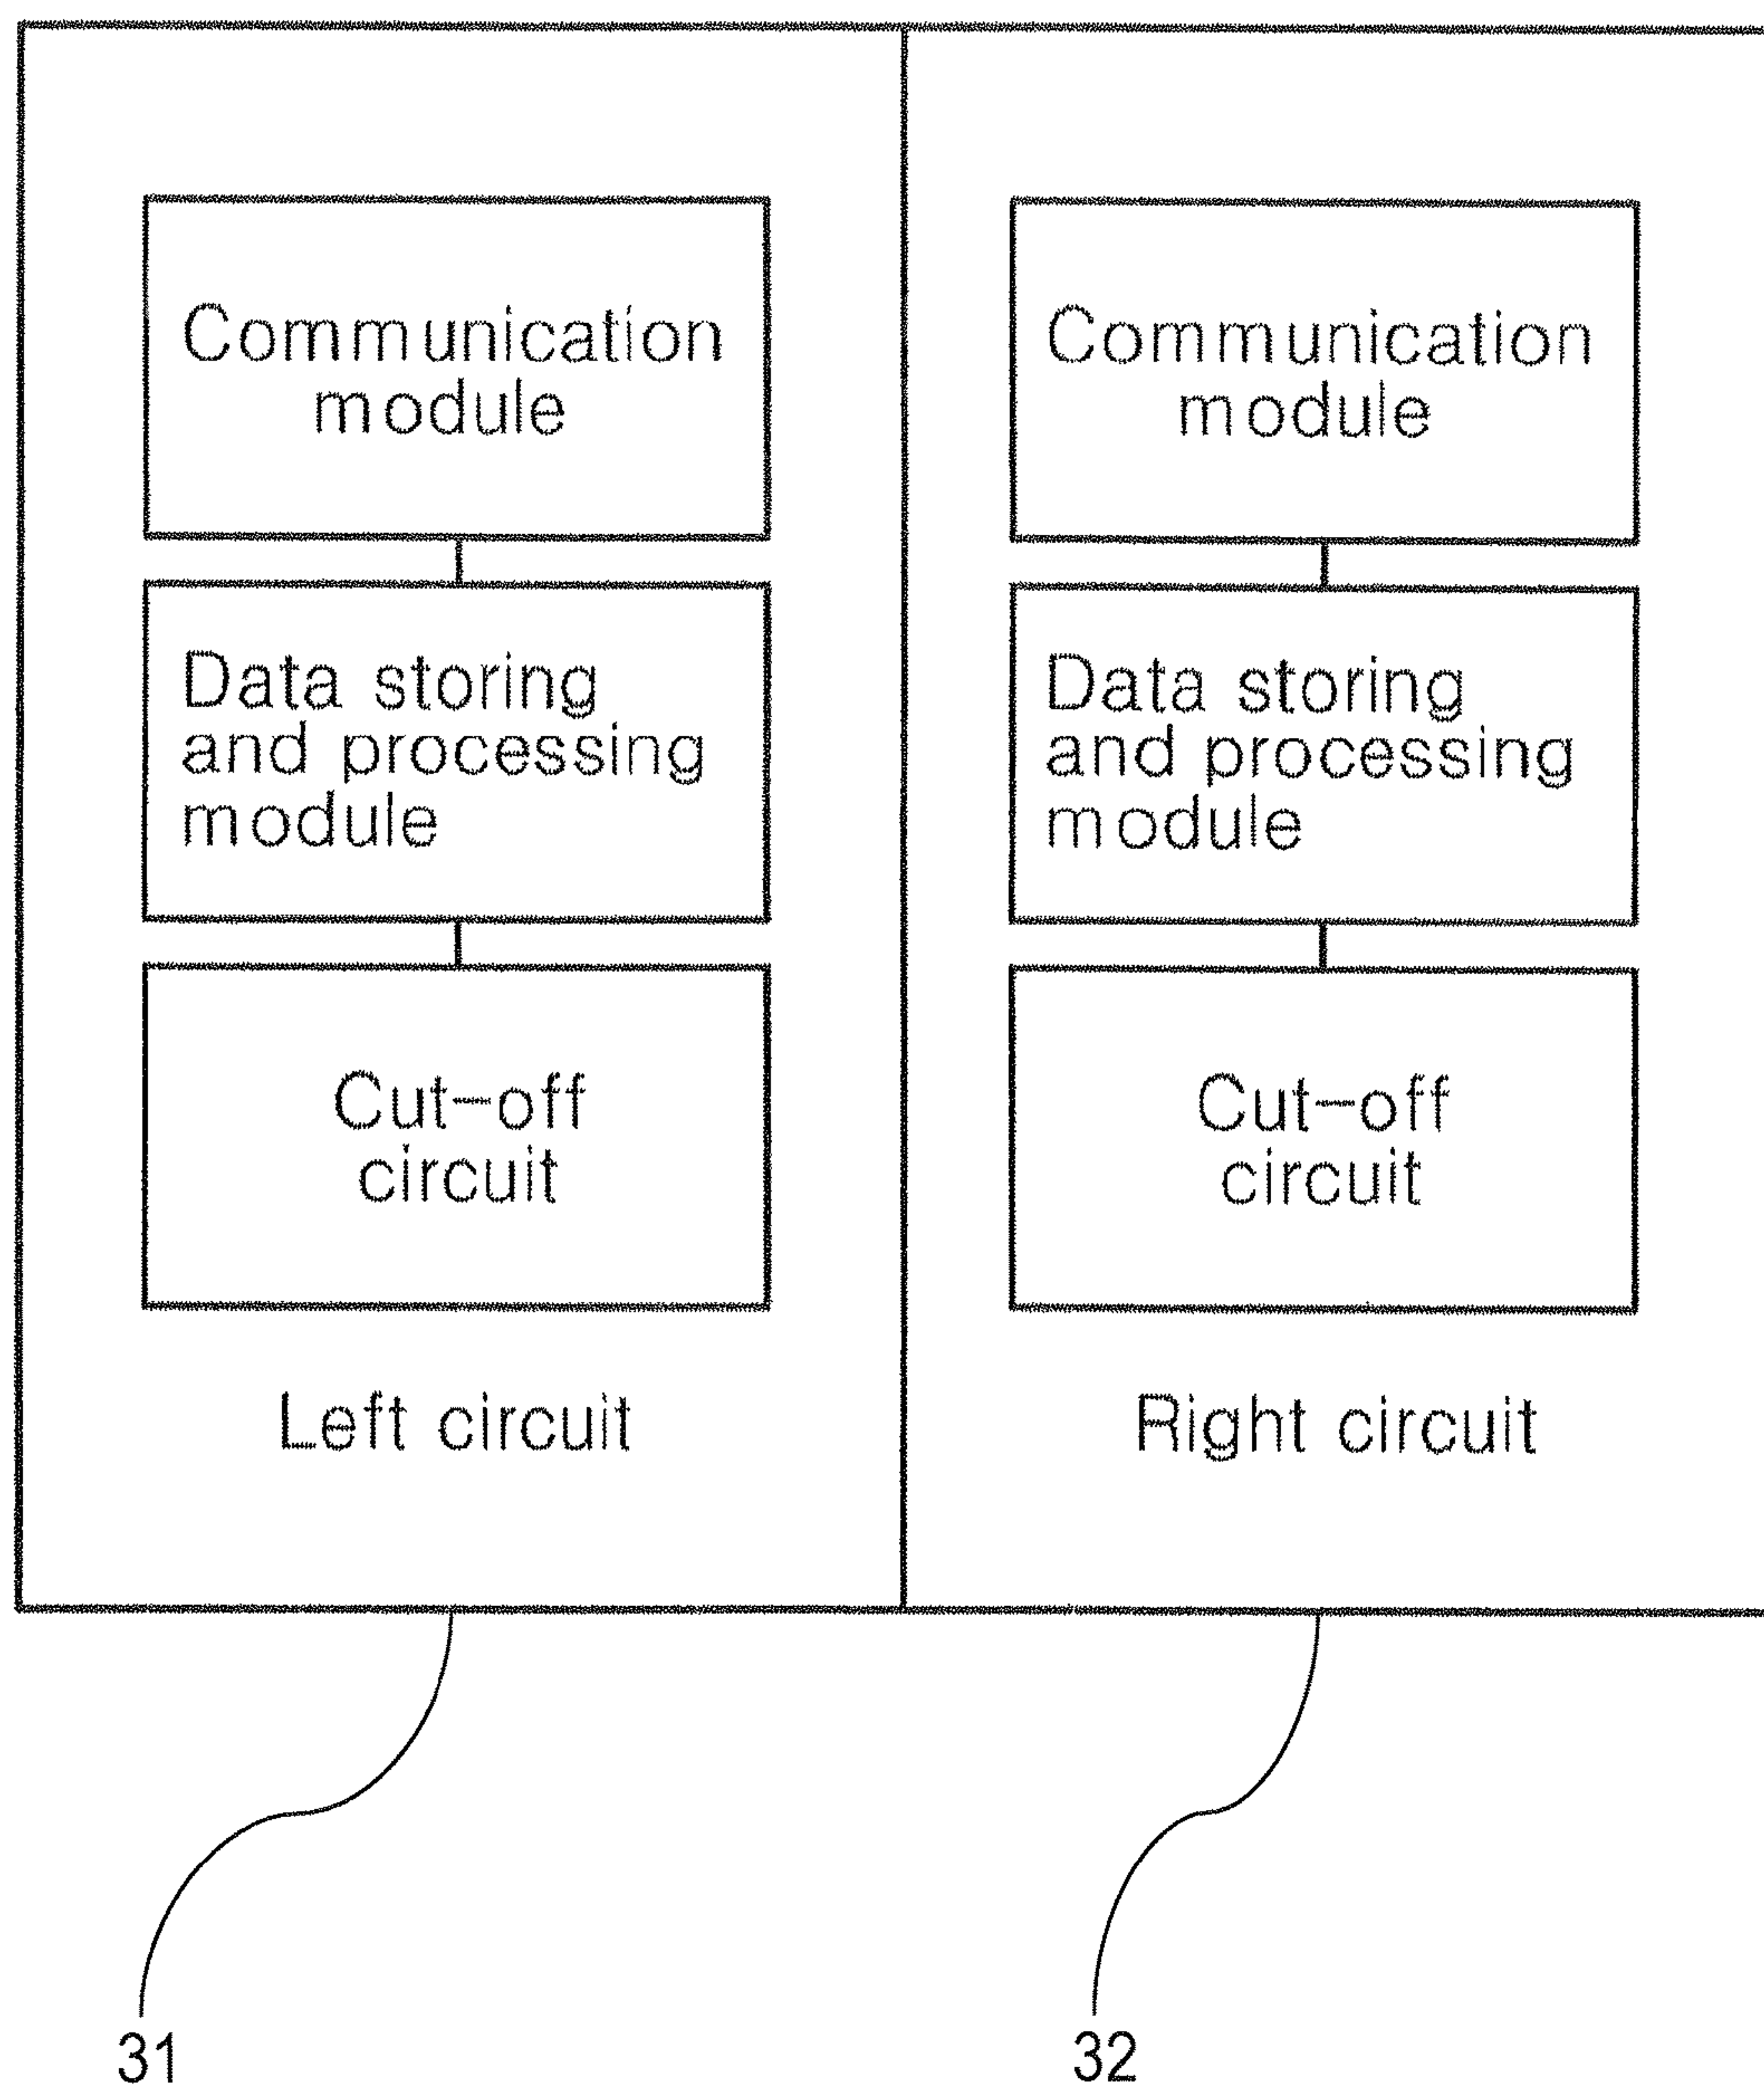 Communication
module
Data storing
and processing
module
Cut-off
circuit
Left circuit
31
Communication
module
Data storing
and processing
module
Cut-off
circuit
Right circuit
32